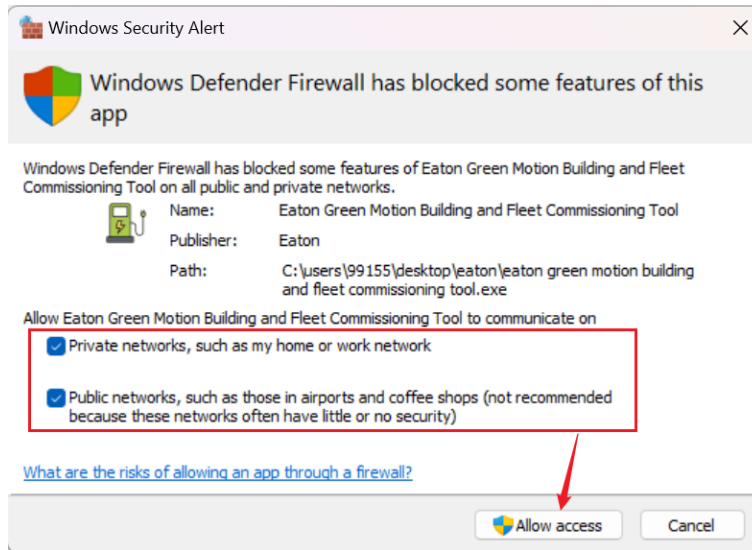 Windows Security Alert
Windows Defender Firewall has blocked some features of this
app
Windows Defender Firewall has blocked some features of Eaton Green Motion Building and Fleet
Commissioning Tool on all public and private networks.
Name: Eaton Green Motion Building and Fleet Commissioning Tool
Publisher: Eaton
Path: C:\users\99155\desktop\eaton\eaton green motion building
and fleet commissioning tool.exe
Allow Eaton Green Motion Building and Fleet Commissioning Tool to communicate on
Private networks, such as my home or work network
Public networks, such as those in airports and coffee shops (not recommended
because these networks often have little or no security)
What are the risks of allowing an app through a firewall?
Allow access Cancel